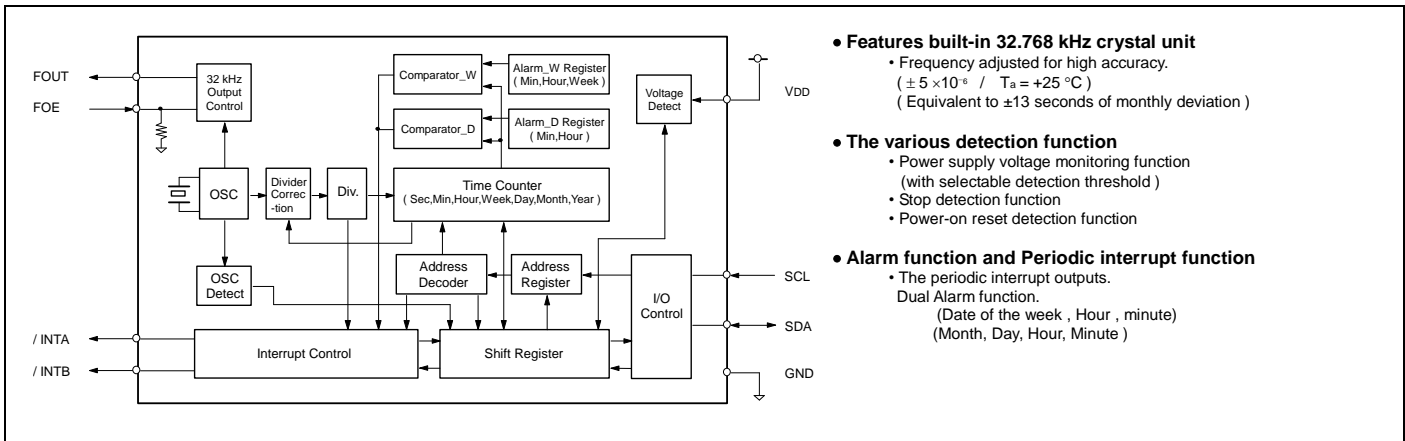 FOUT
FOE
32 kHz
Output
Control
Comparator_W
Alarm_W Register
( Min,Hour,Week )
Comparator_D
Alarm_D Register
( Min,Hour )
Voltage
Detect
VDD
OSC
Divider
Correc
-tion
Div.
Time Counter
( Sec,Min,Hour,Week,Day,Month,Year )
OSC
Detect
Address
Decoder
Address
Register
I/O
Control
SCL
SDA
GND
/ INTA
/ INTB
Interrupt Control
Shift Register
• Features built-in 32.768 kHz crystal unit
• Frequency adjusted for high accuracy.
( ± 5 ×10⁻⁶ / Ta = +25 °C )
( Equivalent to ±13 seconds of monthly deviation )
• The various detection function
• Power supply voltage monitoring function
(with selectable detection threshold )
• Stop detection function
• Power-on reset detection function
• Alarm function and Periodic interrupt function
• The periodic interrupt outputs.
Dual Alarm function.
(Date of the week , Hour , minute)
(Month, Day, Hour, Minute )